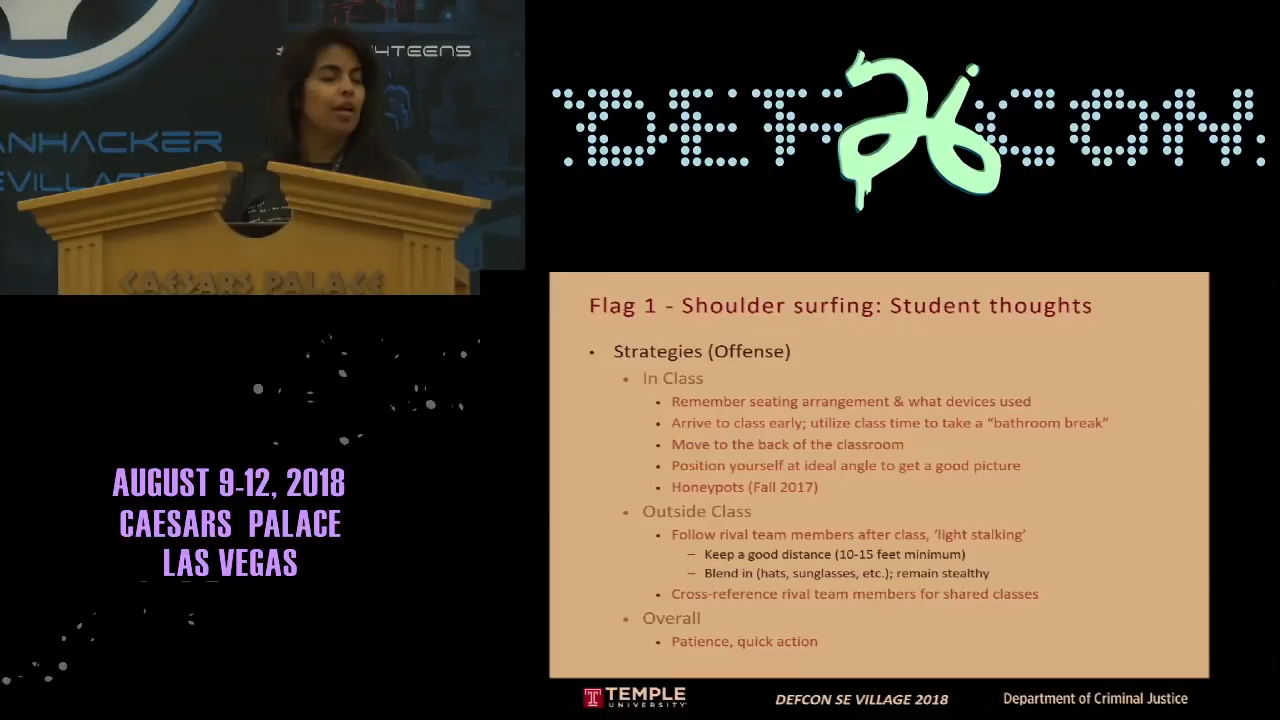 4TEENS
ANHACKER
EVILLAG
CAESARS PALACE
DEFCON
26
AUGUST 9-12, 2018
CAESARS PALACE
LAS VEGAS
Flag 1 - Shoulder surfing: Student thoughts
• Strategies (Offense)
• In Class
• Remember seating arrangement & what devices used
• Arrive to class early; utilize class time to take a “bathroom break”
• Move to the back of the classroom
• Position yourself at ideal angle to get a good picture
• Honeypots (Fall 2017)
• Outside Class
• Follow rival team members after class, ‘light stalking’
– Keep a good distance (10-15 feet minimum)
– Blend in (hats, sunglasses, etc.); remain stealthy
• Cross-reference rival team members for shared classes
• Overall
• Patience, quick action
T TEMPLE
UNIVERSITY
DEFCON SE VILLAGE 2018
Department of Criminal Justice